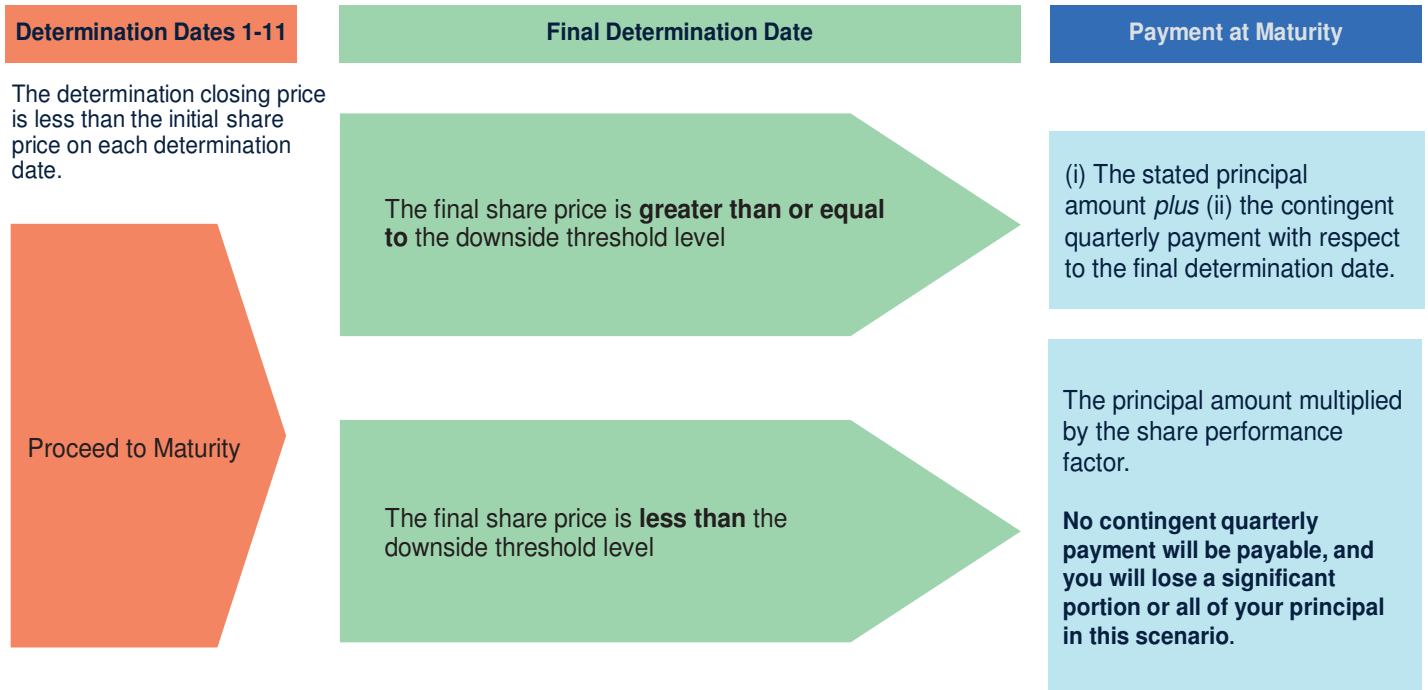 Determination Dates 1-11
Final Determination Date
Payment at Maturity
The determination closing price
is less than the initial share
price on each determination
date.
Proceed to Maturity
The final share price is greater than or equal
to the downside threshold level
(i) The stated principal
amount plus (ii) the contingent
quarterly payment with respect
to the final determination date.
The final share price is less than the
downside threshold level
The principal amount multiplied
by the share performance
factor.
No contingent quarterly
payment will be payable, and
you will lose a significant
portion or all of your principal
in this scenario.